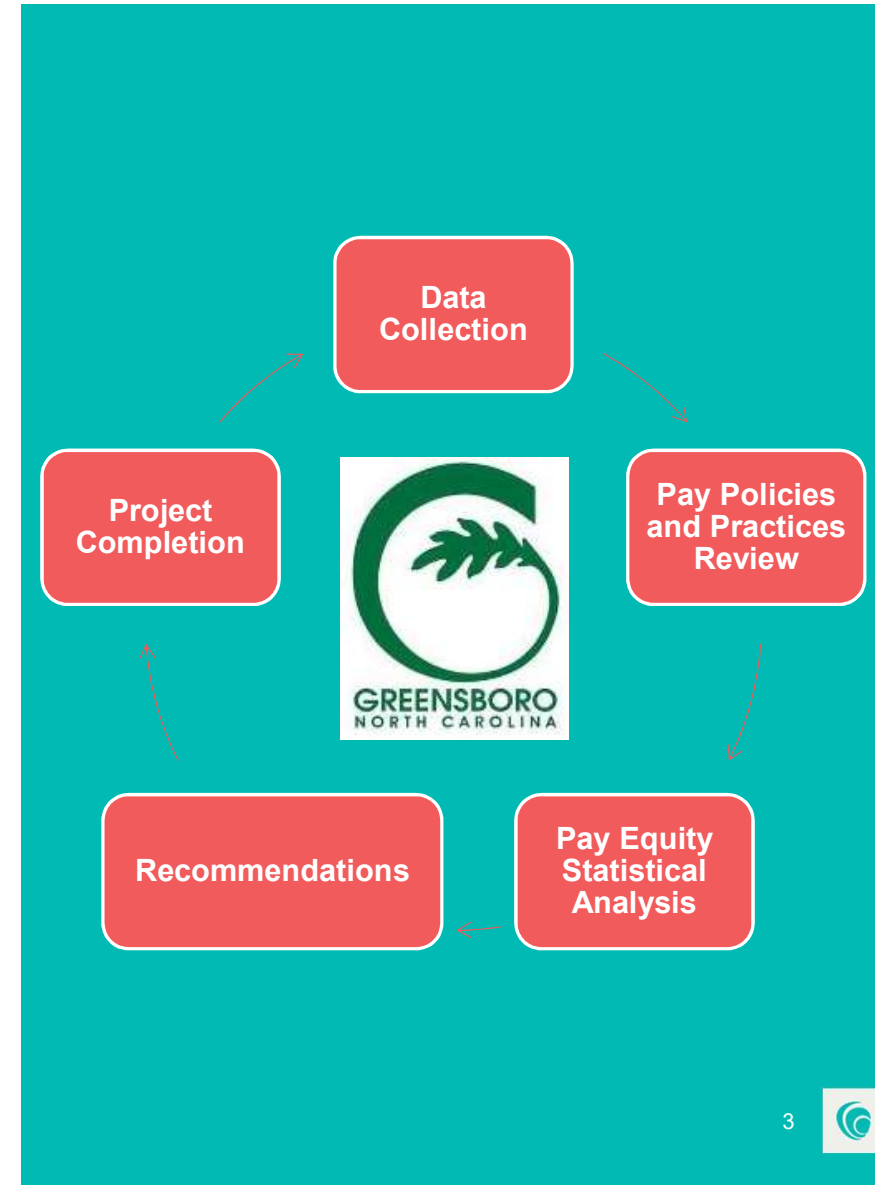 Data
Collection
Pay Policies
and Practices
Review
Pay Equity
Statistical
Analysis
Recommendations
Project
Completion
GREENSBORO
NORTH CAROLINA
3